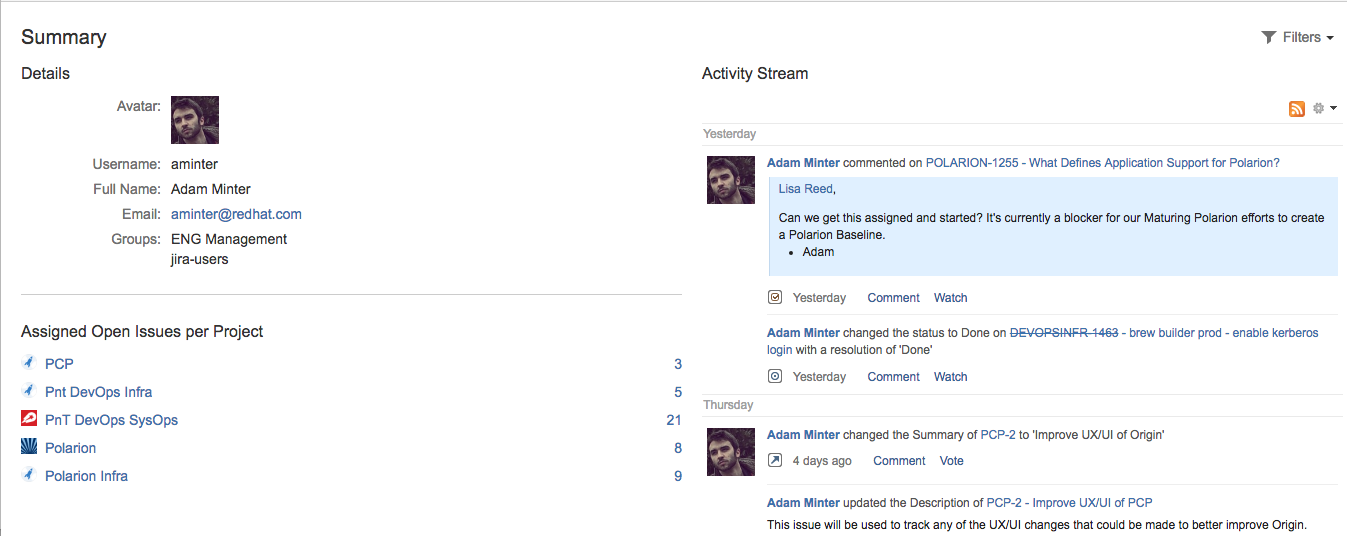 Summary
Filters
Details
Avatar:
Username: aminter
Full Name: Adam Minter
Email: aminter@redhat.com
Groups: ENG Management
jira-users
Assigned Open Issues per Project
PCP 3
Pnt DevOps Infra 5
PnT DevOps SysOps 21
Polarion 8
Polarion Infra 9
Activity Stream
Yesterday
Adam Minter commented on POLARION-1255 - What Defines Application Support for Polarion?
Lisa Reed,
Can we get this assigned and started? It's currently a blocker for our Maturing Polarion efforts to create
a Polarion Baseline.
• Adam
Yesterday Comment Watch
Adam Minter changed the status to Done on DEVOPSINFR-1463 - brew builder prod - enable kerberos
login with a resolution of 'Done'
Yesterday Comment Watch
Thursday
Adam Minter changed the Summary of PCP-2 to 'Improve UX/UI of Origin'
4 days ago Comment Vote
Adam Minter updated the Description of PCP-2 - Improve UX/UI of PCP
This issue will be used to track any of the UX/UI changes that could be made to better improve Origin.